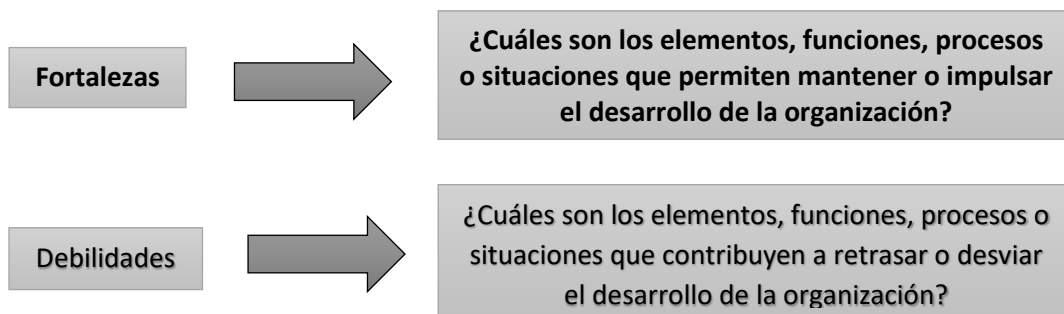 Fortalezas
¿Cuáles son los elementos, funciones, procesos
o situaciones que permiten mantener o impulsar
el desarrollo de la organización?
Debilidades
¿Cuáles son los elementos, funciones, procesos o
situaciones que contribuyen a retrasar o desviar
el desarrollo de la organización?